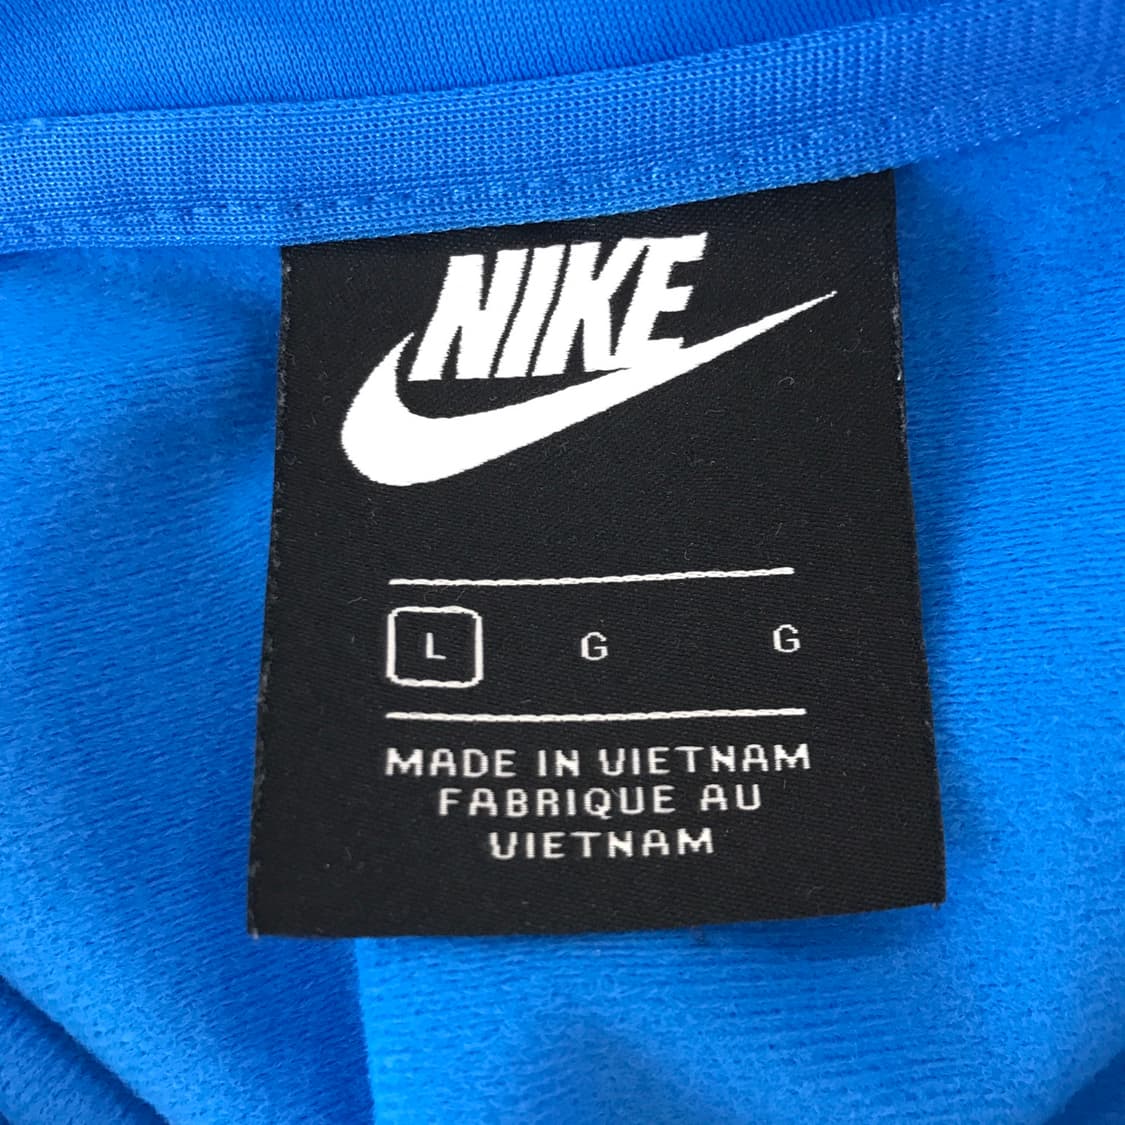 NIKE
L G G
MADE IN VIETNAM
FABRIQUE AU
VIETNAM